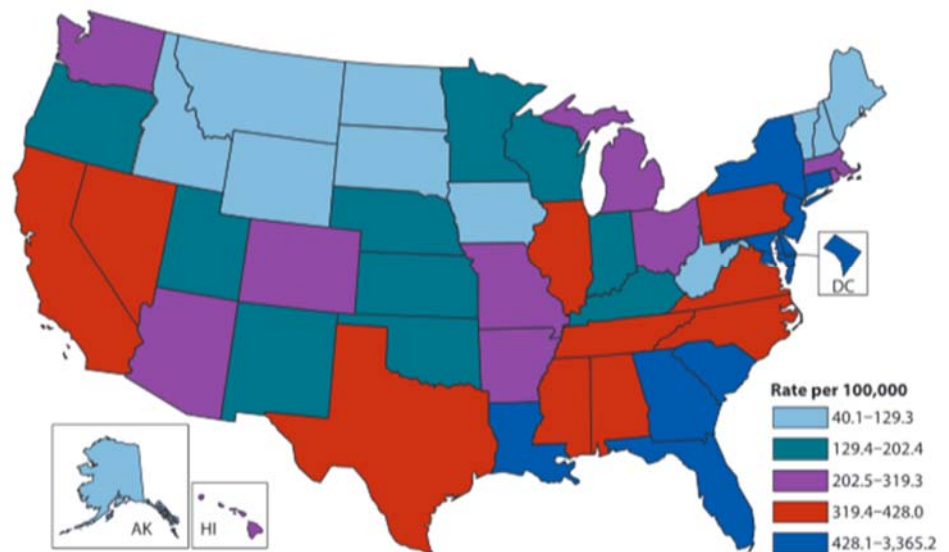 DC
Rate per 100,000
40.1–129.3
129.4–202.4
202.5–319.3
319.4–428.0
428.1–3,365.2
AK
HI